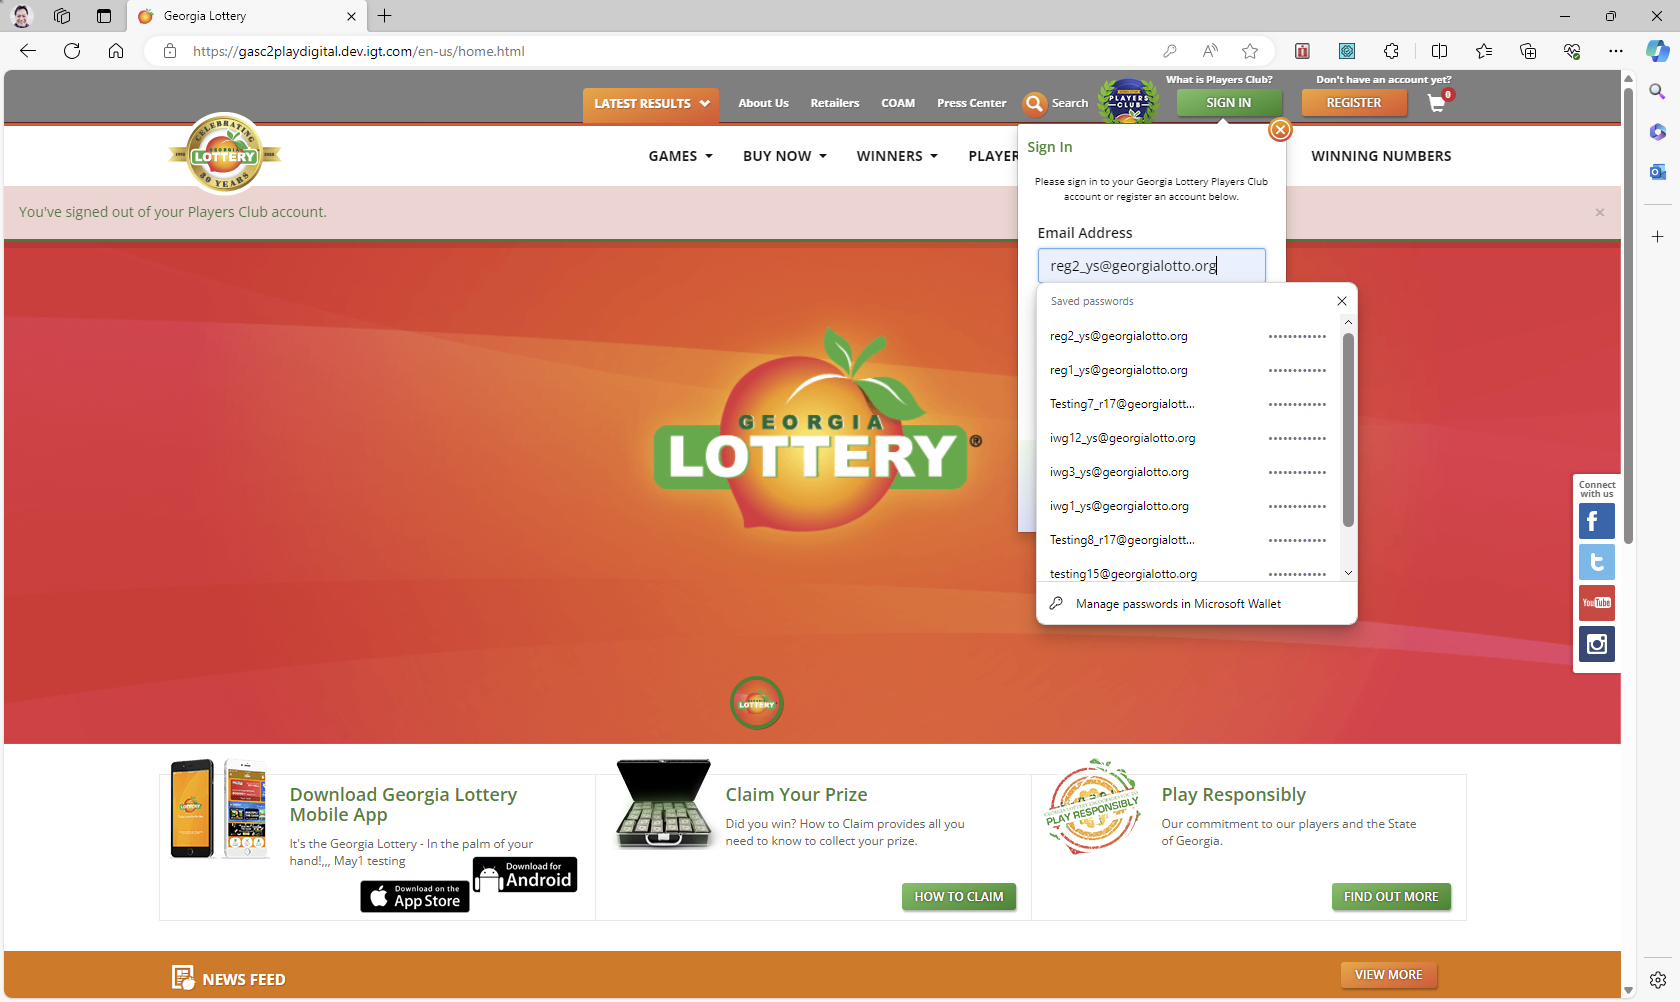 Georgia Lottery
https://gasc2playdigital.dev.igt.com/en-us/home.html
What is Players Club?
Don't have an account yet?
LATEST RESULTS
About Us
Retailers
COAM
Press Center
Search
PLAYERS
CLUB
SIGN IN
REGISTER
0
CELEBRATING
GEORGIA
LOTTERY
30 YEARS
GAMES
BUY NOW
WINNERS
PLAYER
WINNING NUMBERS
Sign In
Please sign in to your Georgia Lottery Players Club
account or register an account below.
You've signed out of your Players Club account.
Email Address
reg2_ys@georgialotto.org
Saved passwords
reg2_ys@georgialotto.org ••••••••••••
reg1_ys@georgialotto.org ••••••••••••
Testing7_r17@georgialott... ••••••••••••
iwg12_ys@georgialotto.org ••••••••••••
iwg3_ys@georgialotto.org ••••••••••••
iwg1_ys@georgialotto.org ••••••••••••
Testing8_r17@georgialott... ••••••••••••
testing15@georgialotto.org ••••••••••••
Manage passwords in Microsoft Wallet
GEORGIA
LOTTERY®
Connect
with us
YouTube
LOTTERY
Download Georgia Lottery
Mobile App
It's the Georgia Lottery - In the palm of your
hand!,,, May1 testing
Download on the
App Store
Download for
Android
Claim Your Prize
Did you win? How to Claim provides all you
need to know to collect your prize.
HOW TO CLAIM
PLAY RESPONSIBLY
Play Responsibly
Our commitment to our players and the State
of Georgia.
FIND OUT MORE
NEWS FEED
VIEW MORE